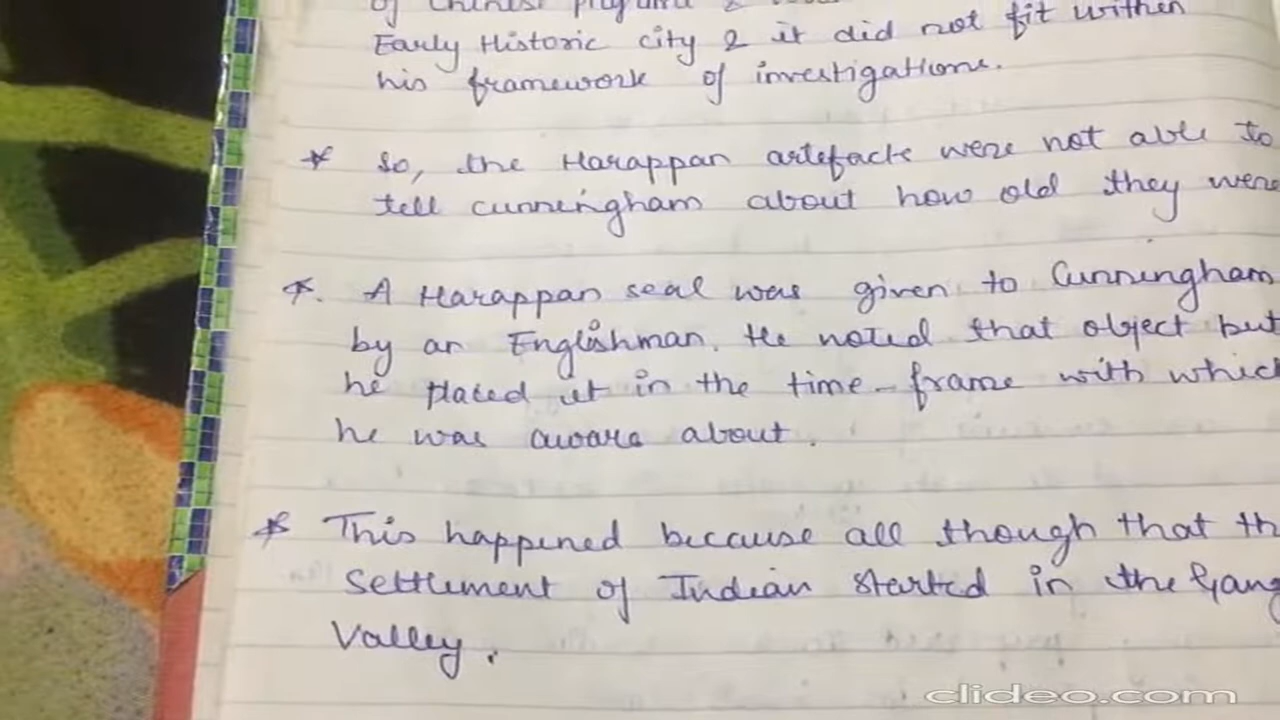 of Chinese
Early Historic city & it did not fit within
his framework of investigations.
* So, the Harappan artefacts were not able to
tell cunningham about how old they were
*. A Harappan seal was given to Cunningham
by an Englishman. He noted that object but
he placed it in the time-frame with which
he was aware about.
* This happened because all though that th
settlement of Indian started in the Gang
Valley.
clideo.com